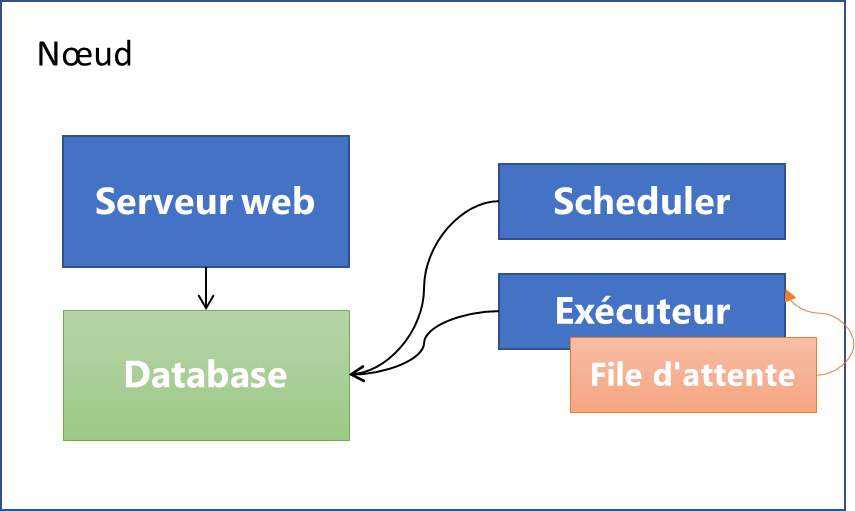 Nœud
Serveur web
Scheduler
Exécuteur
Database
File d'attente